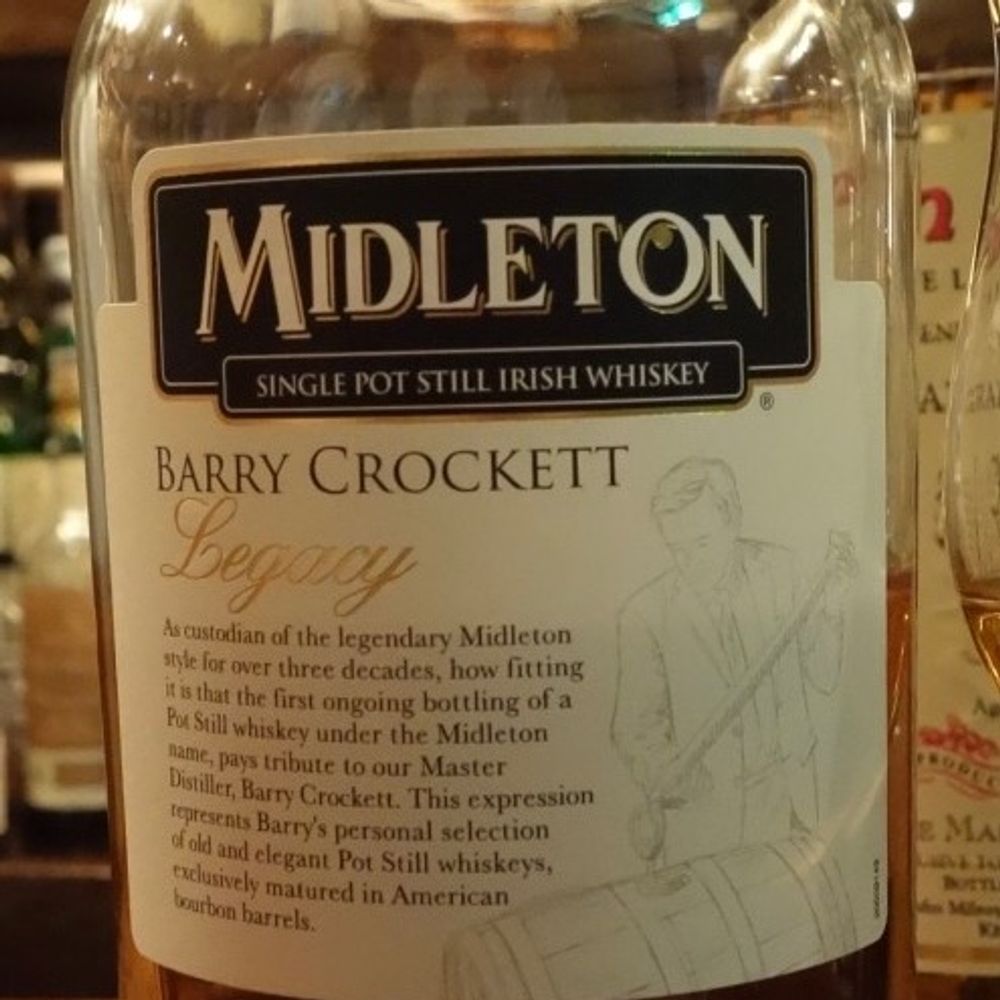 MIDLETON
SINGLE POT STILL IRISH WHISKEY
®
BARRY CROCKETT
Legacy
As custodian of the legendary Midleton
style for over three decades, how fitting
it is that the first ongoing bottling of a
Pot Still whiskey under the Midleton
name, pays tribute to our Master
Distiller, Barry Crockett. This expression
represents Barry's personal selection
of old and elegant Pot Still whiskeys,
exclusively matured in American
bourbon barrels.